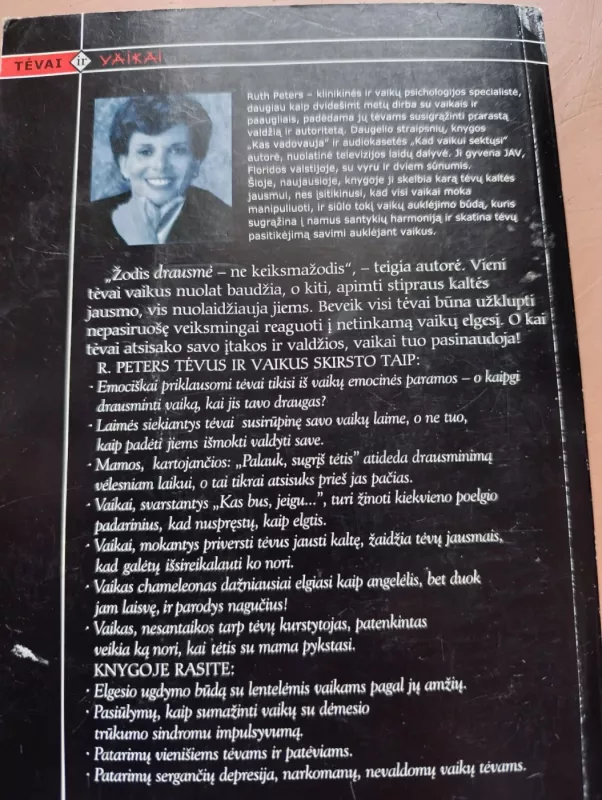 TĖVAI ir VAIKAI
Ruth Peters – klinikinės ir vaikų psichologijos specialistė,
daugiau kaip dvidešimt metų dirba su vaikais ir
paaugliais, padėdama jų tėvams susigrąžinti prarastą
valdžią ir autoritetą. Daugelio straipsnių, knygos
"Kas vadovauja" ir audiokasetės "Kad vaikui sektųsi"
autorė, nuolatinė televizijos laidų dalyvė. Ji gyvena JAV,
Floridos valstijoje, su vyru ir dviem sūnumis.
Šioje, naujausioje, knygoje ji skelbia karą tėvų kaltės
jausmui, nes įsitikinusi, kad visi vaikai moka
manipuliuoti, ir siūlo tokį vaikų auklėjimo būdą, kuris
sugrąžina į namus santykių harmoniją ir skatina tėvų
pasitikėjimą savimi auklėjant vaikus.
„Žodis drausmė – ne keiksmažodis“, – teigia autorė. Vieni
tėvai vaikus nuolat baudžia, o kiti, apimti stipraus kaltės
jausmo, vis nuolaidžiauja jiems. Beveik visi tėvai būna užklupti
nepasiruošę veiksmingai reaguoti į netinkamą vaikų elgesį. O kai
tėvai atsisako savo įtakos ir valdžios, vaikai tuo pasinaudoja!
R. PETERS TĖVUS IR VAIKUS SKIRSTO TAIP:
· Emociškai priklausomi tėvai tikisi iš vaikų emocinės paramos – o kaipgi
drausminti vaiką, kai jis tavo draugas?
· Laimės siekiantys tėvai susirūpinę savo vaikų laime, o ne tuo,
kaip padėti jiems išmokti valdyti save.
· Mamos, kartojančios: „Palauk, sugrįš tėtis” atideda drausminimą
vėlesniam laikui, o tai tikrai atsisuks prieš jas pačias.
· Vaikai, svarstantys „Kas bus, jeigu...”, turi žinoti kiekvieno poelgio
padarinius, kad nuspręstų, kaip elgtis.
· Vaikai, mokantys priversti tėvus jausti kaltę, žaidžia tėvų jausmais,
kad galėtų išsireikalauti ko nori.
· Vaikas chameleonas dažniausiai elgiasi kaip angelėlis, bet duok
jam laisvę, ir parodys nagučius!
· Vaikas, nesantaikos tarp tėvų kurstytojas, patenkintas
veikia ką nori, kai tėtis su mama pykstasi.
KNYGOJE RASITE:
· Elgesio ugdymo būdą su lentelėmis vaikams pagal jų amžių.
· Pasiūlymų, kaip sumažinti vaikų su dėmesio
trūkumo sindromu impulsyvumą.
· Patarimų vienišiems tėvams ir patėviams.
· Patarimų sergančių depresija, narkomanų, nevaldomų vaikų tėvams.